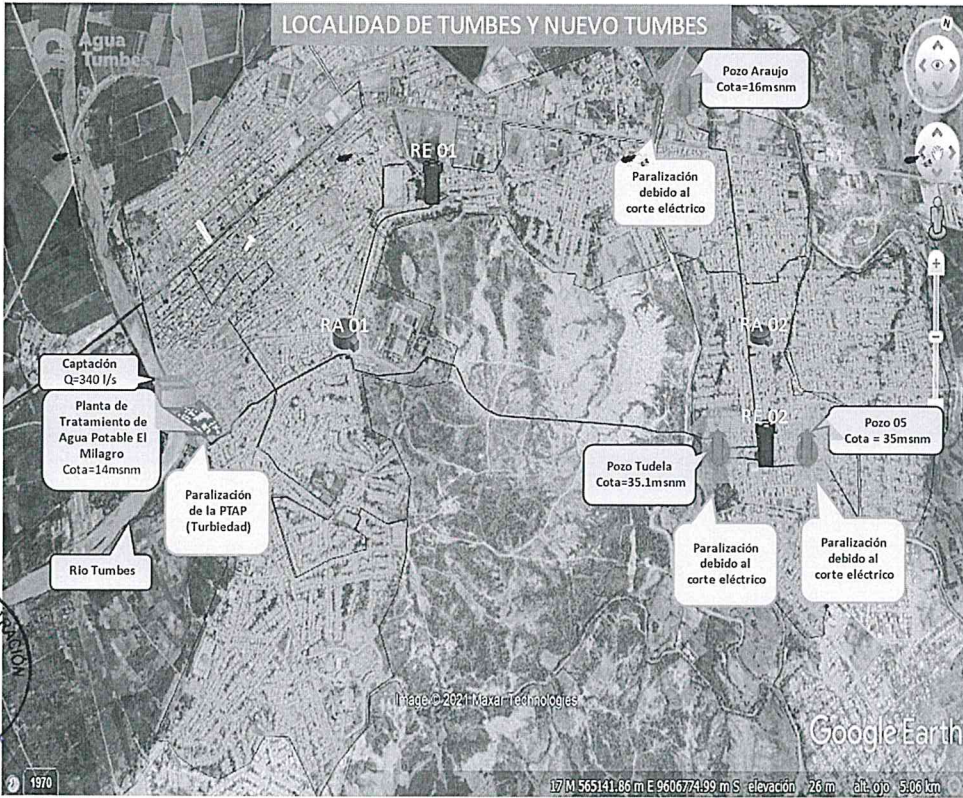 LOCALIDAD DE TUMBES Y NUEVO TUMBES
Agua
Tumbes
N
Pozo Araujo
Cota=16msnm
RE 01
Paralización
debido al
corte eléctrico
RA 01
RA 02
Captación
Q=340 l/s
Planta de
Tratamiento de
Agua Potable El
Milagro
Cota=14msnm
RE 02
Pozo 05
Cota = 35msnm
Pozo Tudela
Cota=35.1msnm
Paralización
de la PTAP
(Turbiedad)
Paralización
debido al
corte eléctrico
Paralización
debido al
corte eléctrico
Rio Tumbes
Image © 2021 Maxar Technologies
Google Earth
1970
17 M 565141.86 m E 9606774.99 m S elevación 26 m alt. ojo 5.06 km